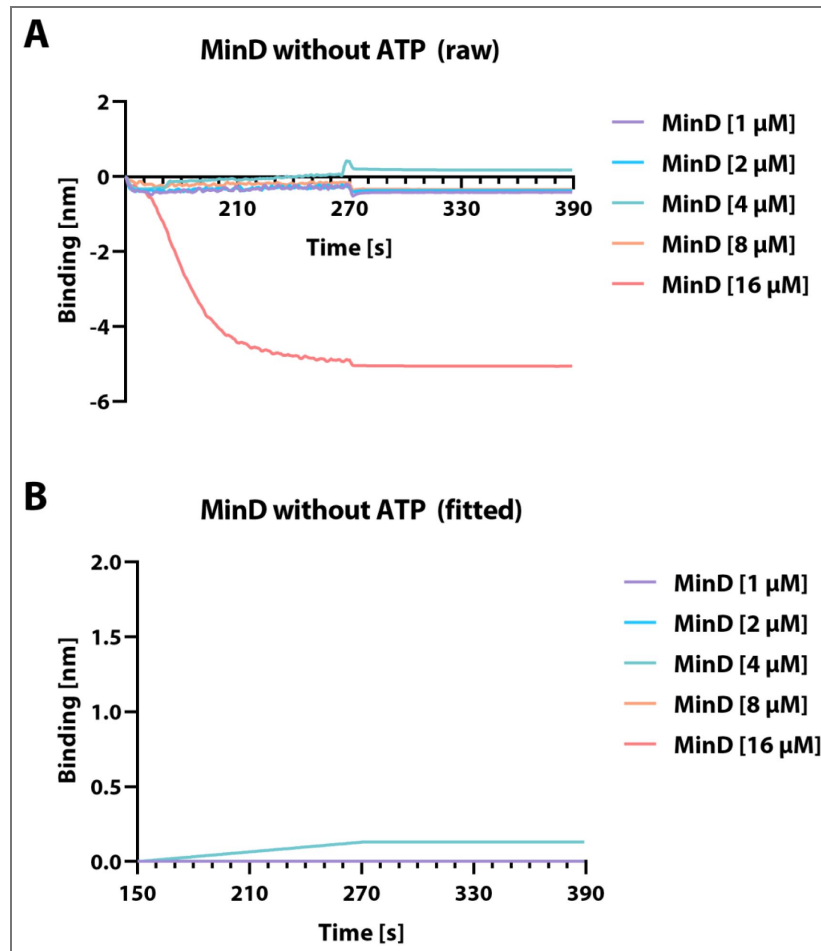 A
MinD without ATP (raw)
2
0
-2
-4
-6
Binding [nm]
210
270
330
390
Time [s]
MinD [1 µM]
MinD [2 µM]
MinD [4 µM]
MinD [8 µM]
MinD [16 µM]
B
MinD without ATP (fitted)
2.0
1.5
1.0
0.5
0.0
Binding [nm]
150
210
270
330
390
Time [s]
MinD [1 µM]
MinD [2 µM]
MinD [4 µM]
MinD [8 µM]
MinD [16 µM]